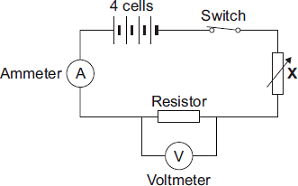 4 cells
Switch
Ammeter
A
X
Resistor
V
Voltmeter